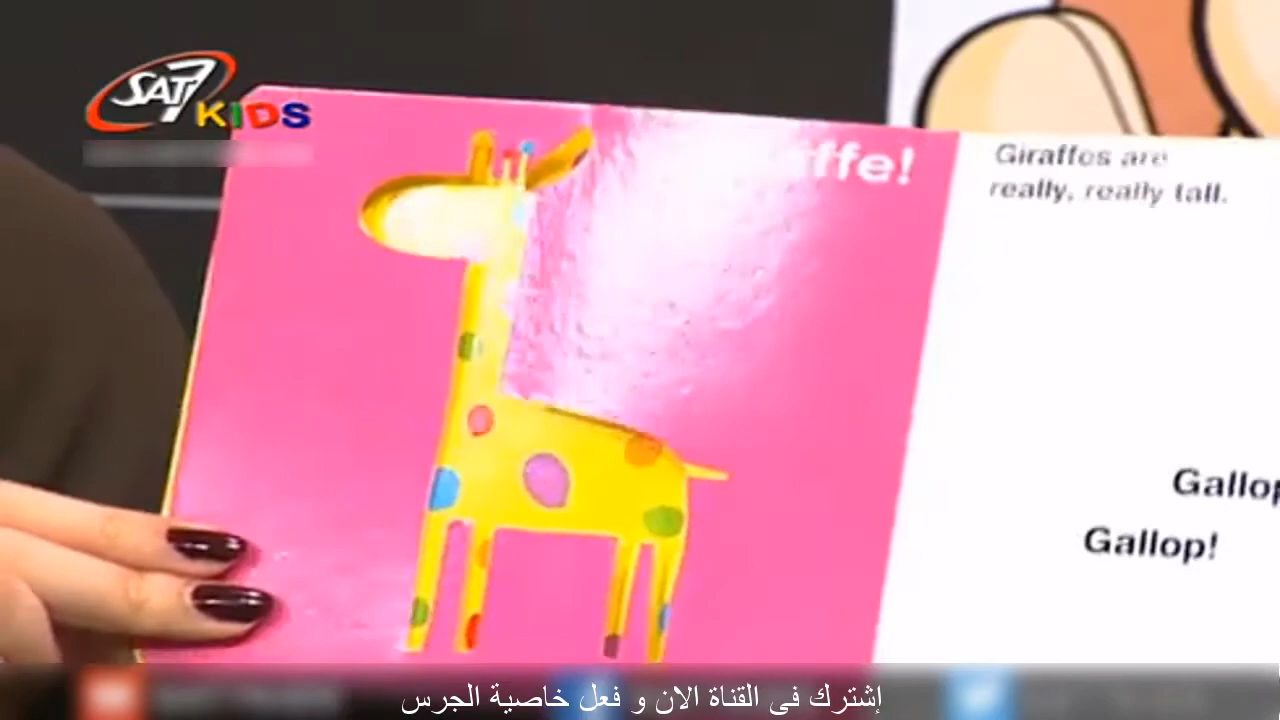 SAT7
KIDS
ffe!
Giraffes are
really, really tall.
Gallop
Gallop!
إشترك فى القناة الان و فعل خاصية الجرس